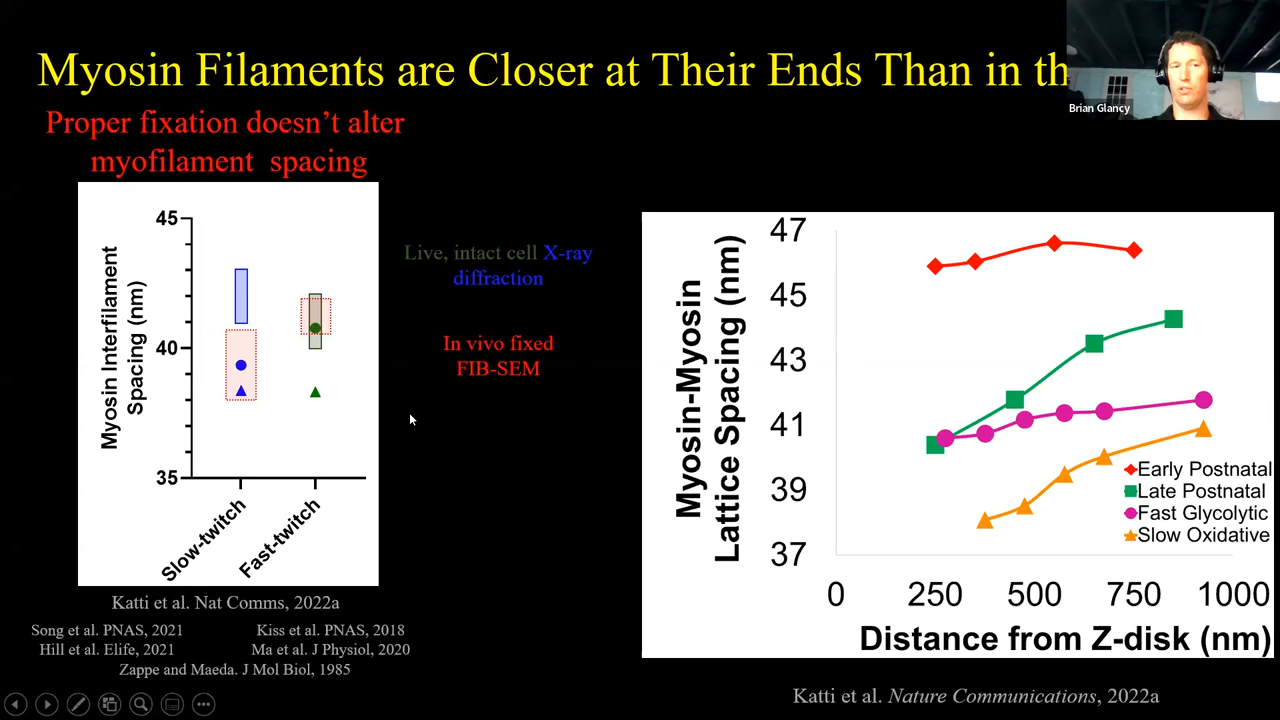 Myosin Filaments are Closer at Their Ends Than in th
Brian Glancy
Proper fixation doesn't alter
myofilament spacing
Myosin Interfilament
Spacing (nm)
45
40
35
Slow-twitch
Fast-twitch
Live, intact cell X-ray
diffraction
In vivo fixed
FIB-SEM
Katti et al. Nat Comms, 2022a
Song et al. PNAS, 2021
Kiss et al. PNAS, 2018
Hill et al. Elife, 2021
Ma et al. J Physiol, 2020
Zappe and Maeda. J Mol Biol, 1985
Myosin-Myosin
Lattice Spacing (nm)
47
45
43
41
39
37
Early Postnatal
Late Postnatal
Fast Glycolytic
Slow Oxidative
0 250 500 750 1000
Distance from Z-disk (nm)
Katti et al. Nature Communications, 2022a